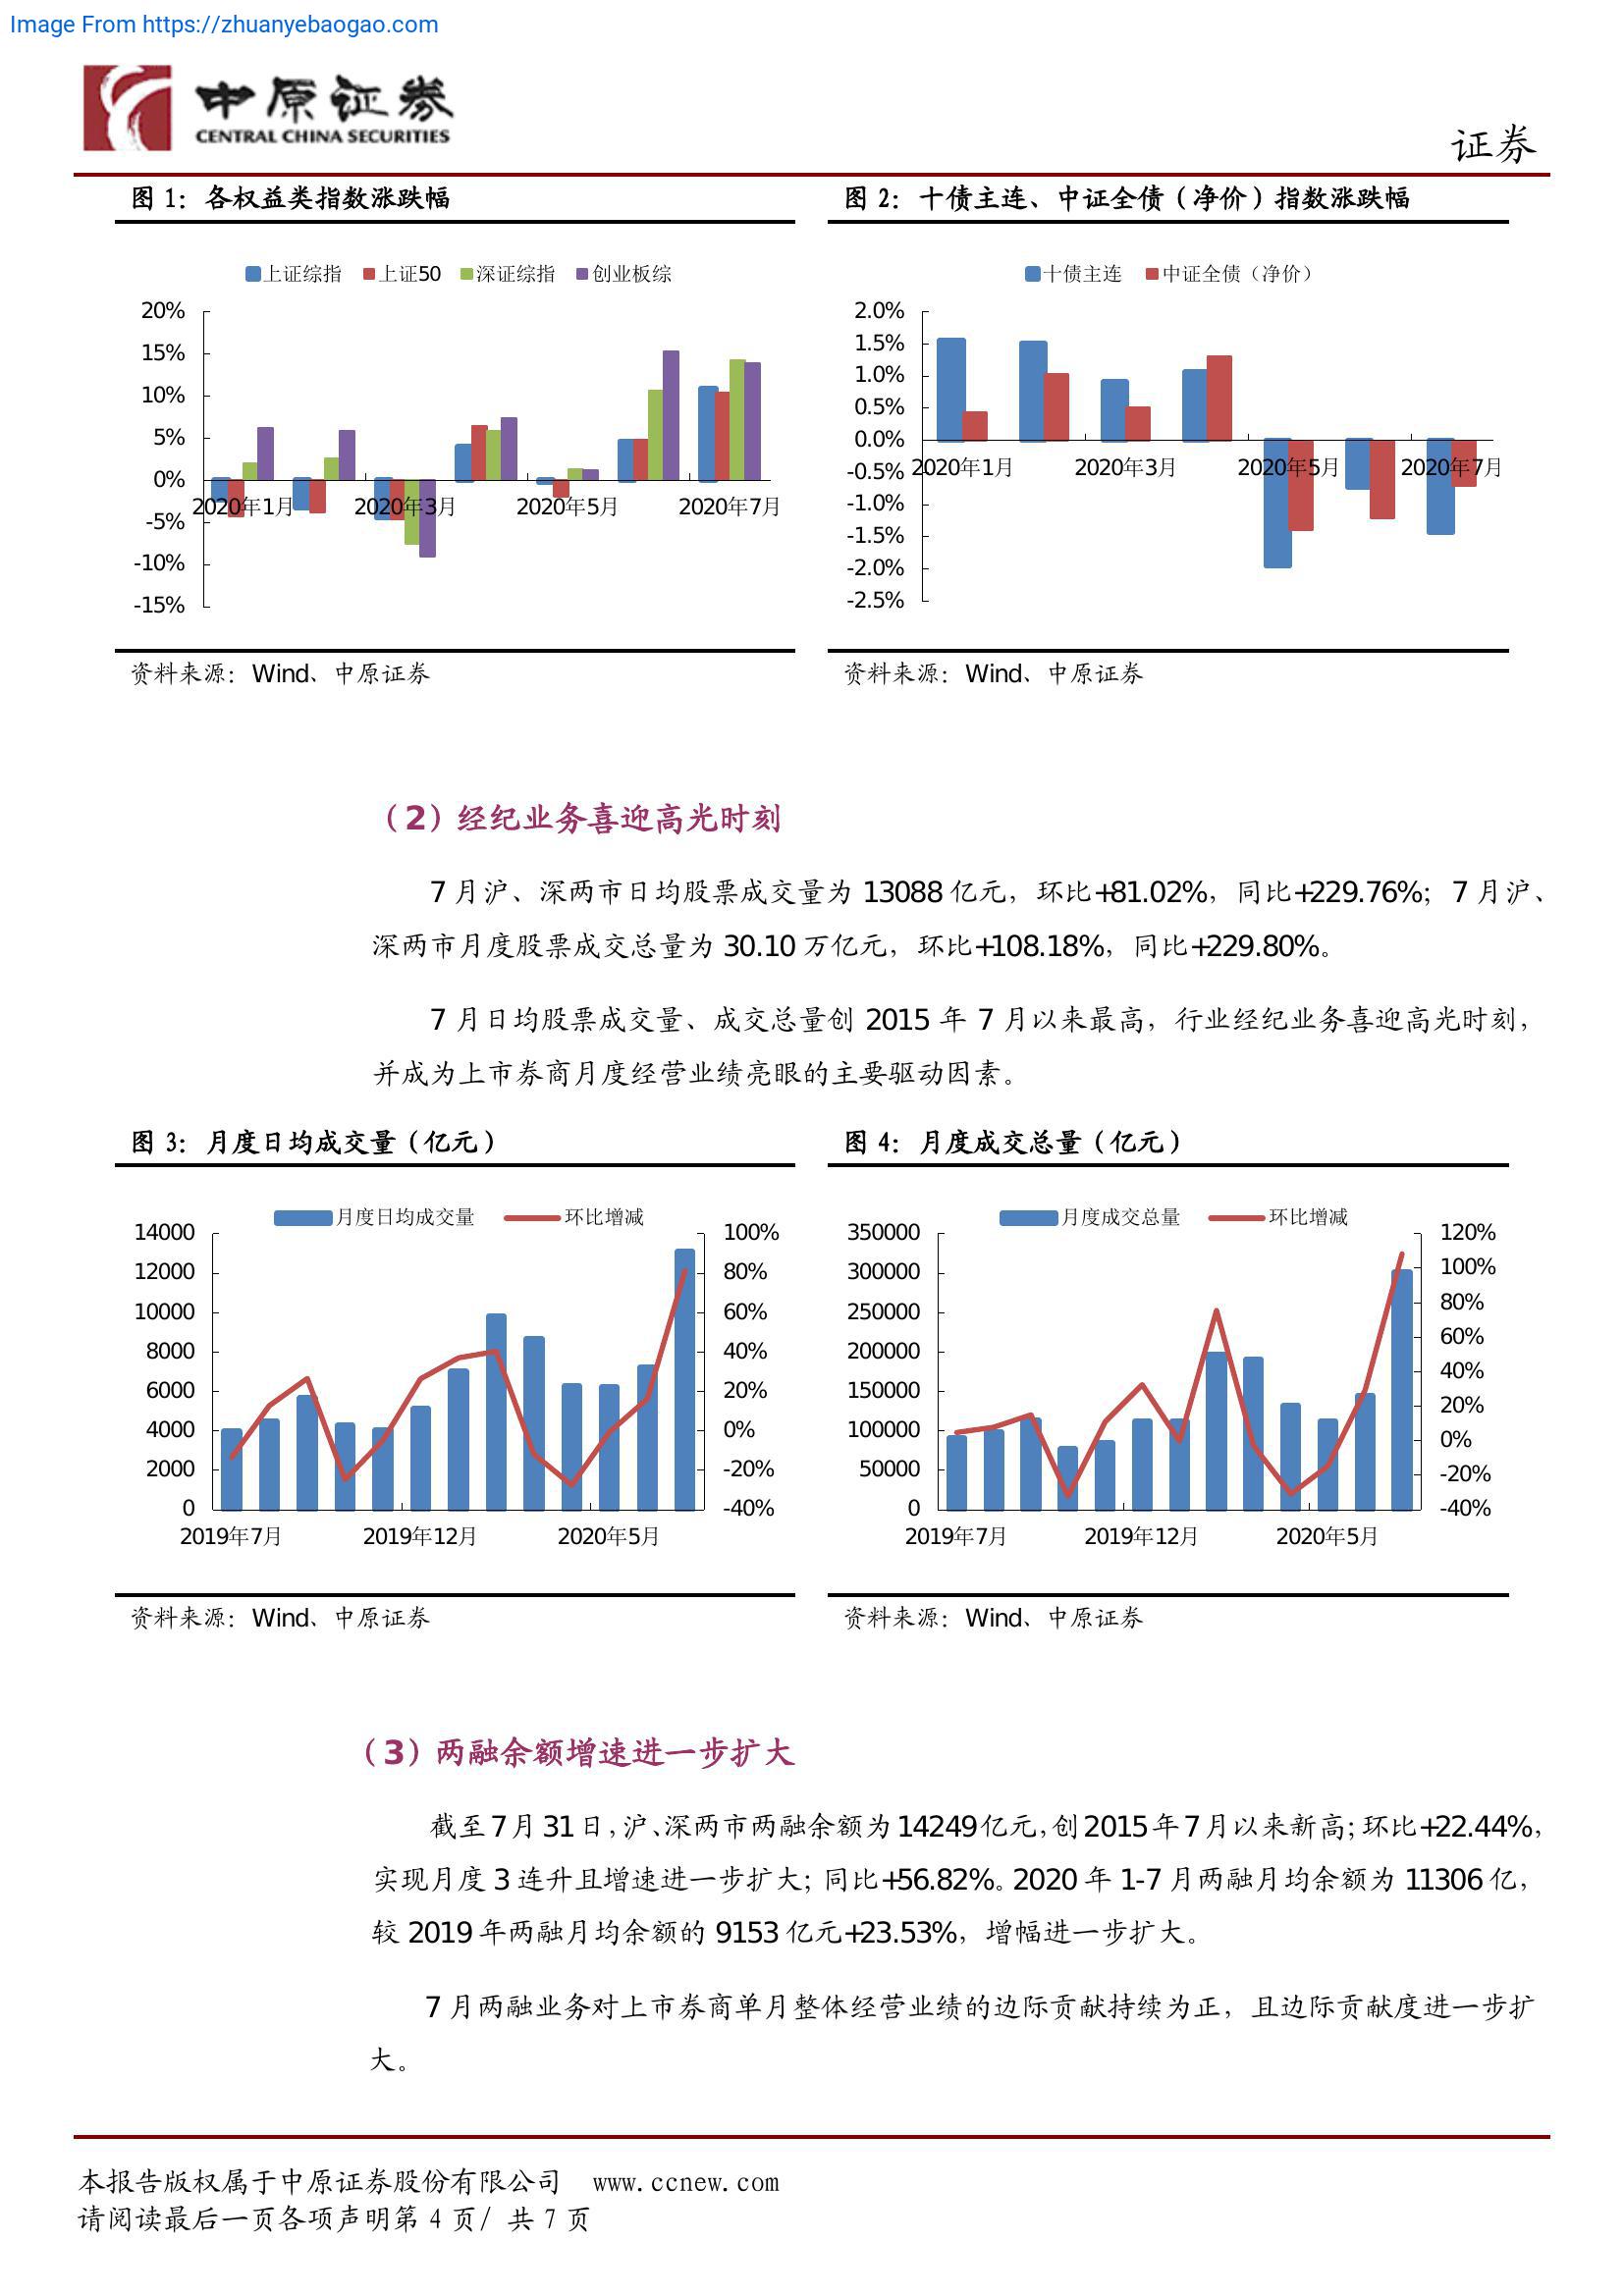 Image From https://zhuanyebaogao.com
中原证券
CENTRAL CHINA SECURITIES
证券
图 1：各权益类指数涨跌幅
上证综指 上证50 深证综指 创业板综
20%
15%
10%
5%
0%
-5%
-10%
-15%
2020年1月 2020年3月 2020年5月 2020年7月
资料来源：Wind、中原证券
图 2：十债主连、中证全债（净价）指数涨跌幅
十债主连 中证全债（净价）
2.0%
1.5%
1.0%
0.5%
0.0%
-0.5%
-1.0%
-1.5%
-2.0%
-2.5%
2020年1月 2020年3月 2020年5月 2020年7月
资料来源：Wind、中原证券
（2）经纪业务喜迎高光时刻
7 月沪、深两市日均股票成交量为 13088 亿元，环比+81.02%，同比+229.76%；7 月沪、
深两市月度股票成交总量为 30.10 万亿元，环比+108.18%，同比+229.80%。
7 月日均股票成交量、成交总量创 2015 年 7 月以来最高，行业经纪业务喜迎高光时刻，
并成为上市券商月度经营业绩亮眼的主要驱动因素。
图 3：月度日均成交量（亿元）
月度日均成交量 环比增减
14000
12000
10000
8000
6000
4000
2000
0
100%
80%
60%
40%
20%
0%
-20%
-40%
2019年7月 2019年12月 2020年5月
资料来源：Wind、中原证券
图 4：月度成交总量（亿元）
月度成交总量 环比增减
350000
300000
250000
200000
150000
100000
50000
0
120%
100%
80%
60%
40%
20%
0%
-20%
-40%
2019年7月 2019年12月 2020年5月
资料来源：Wind、中原证券
（3）两融余额增速进一步扩大
截至 7 月 31 日，沪、深两市两融余额为 14249 亿元，创 2015 年 7 月以来新高；环比+22.44%，
实现月度 3 连升且增速进一步扩大；同比+56.82%。2020 年 1-7 月两融月均余额为 11306 亿，
较 2019 年两融月均余额的 9153 亿元+23.53%，增幅进一步扩大。
7 月两融业务对上市券商单月整体经营业绩的边际贡献持续为正，且边际贡献度进一步扩
大。
本报告版权属于中原证券股份有限公司 www.ccnew.com
请阅读最后一页各项声明第 4 页/ 共 7 页